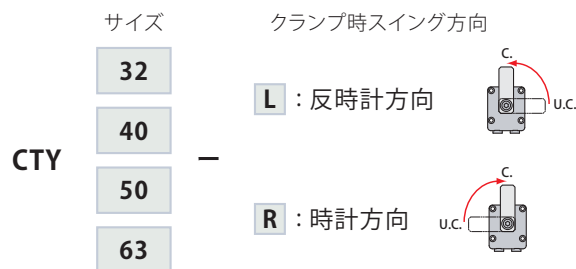 サイズ
クランプ時スイング方向
CTY
32
40
50
63
–
L : 反時計方向
C.
U.C.
R : 時計方向
C.
U.C.